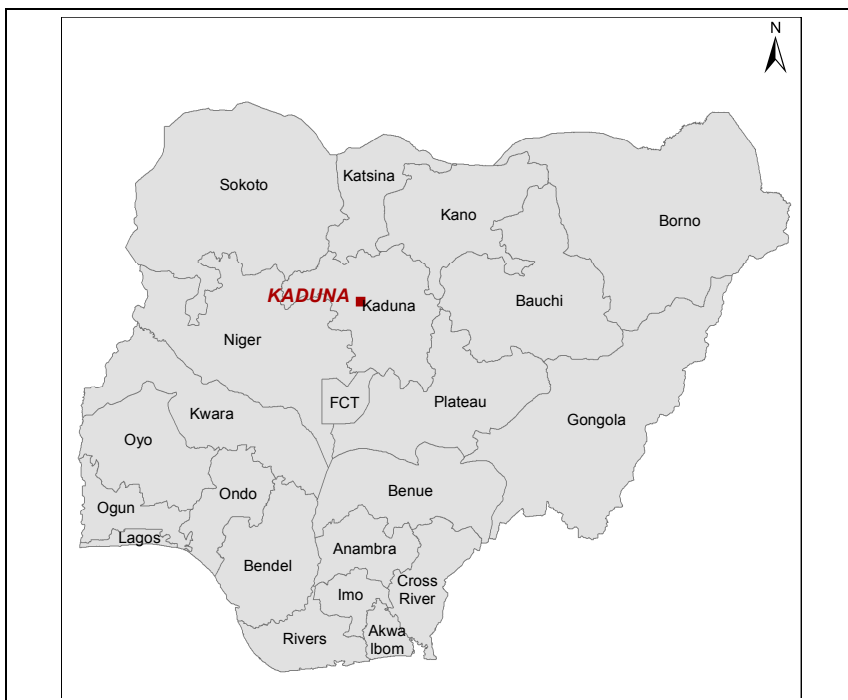 N
Sokoto
Katsina
Kano
Borno
KADUNA
Kaduna
Bauchi
Niger
FCT
Plateau
Kwara
Gongola
Oyo
Ondo
Benue
Ogun
Lagos
Anambra
Bendel
Cross
River
Imo
Rivers
Akwa
Ibom